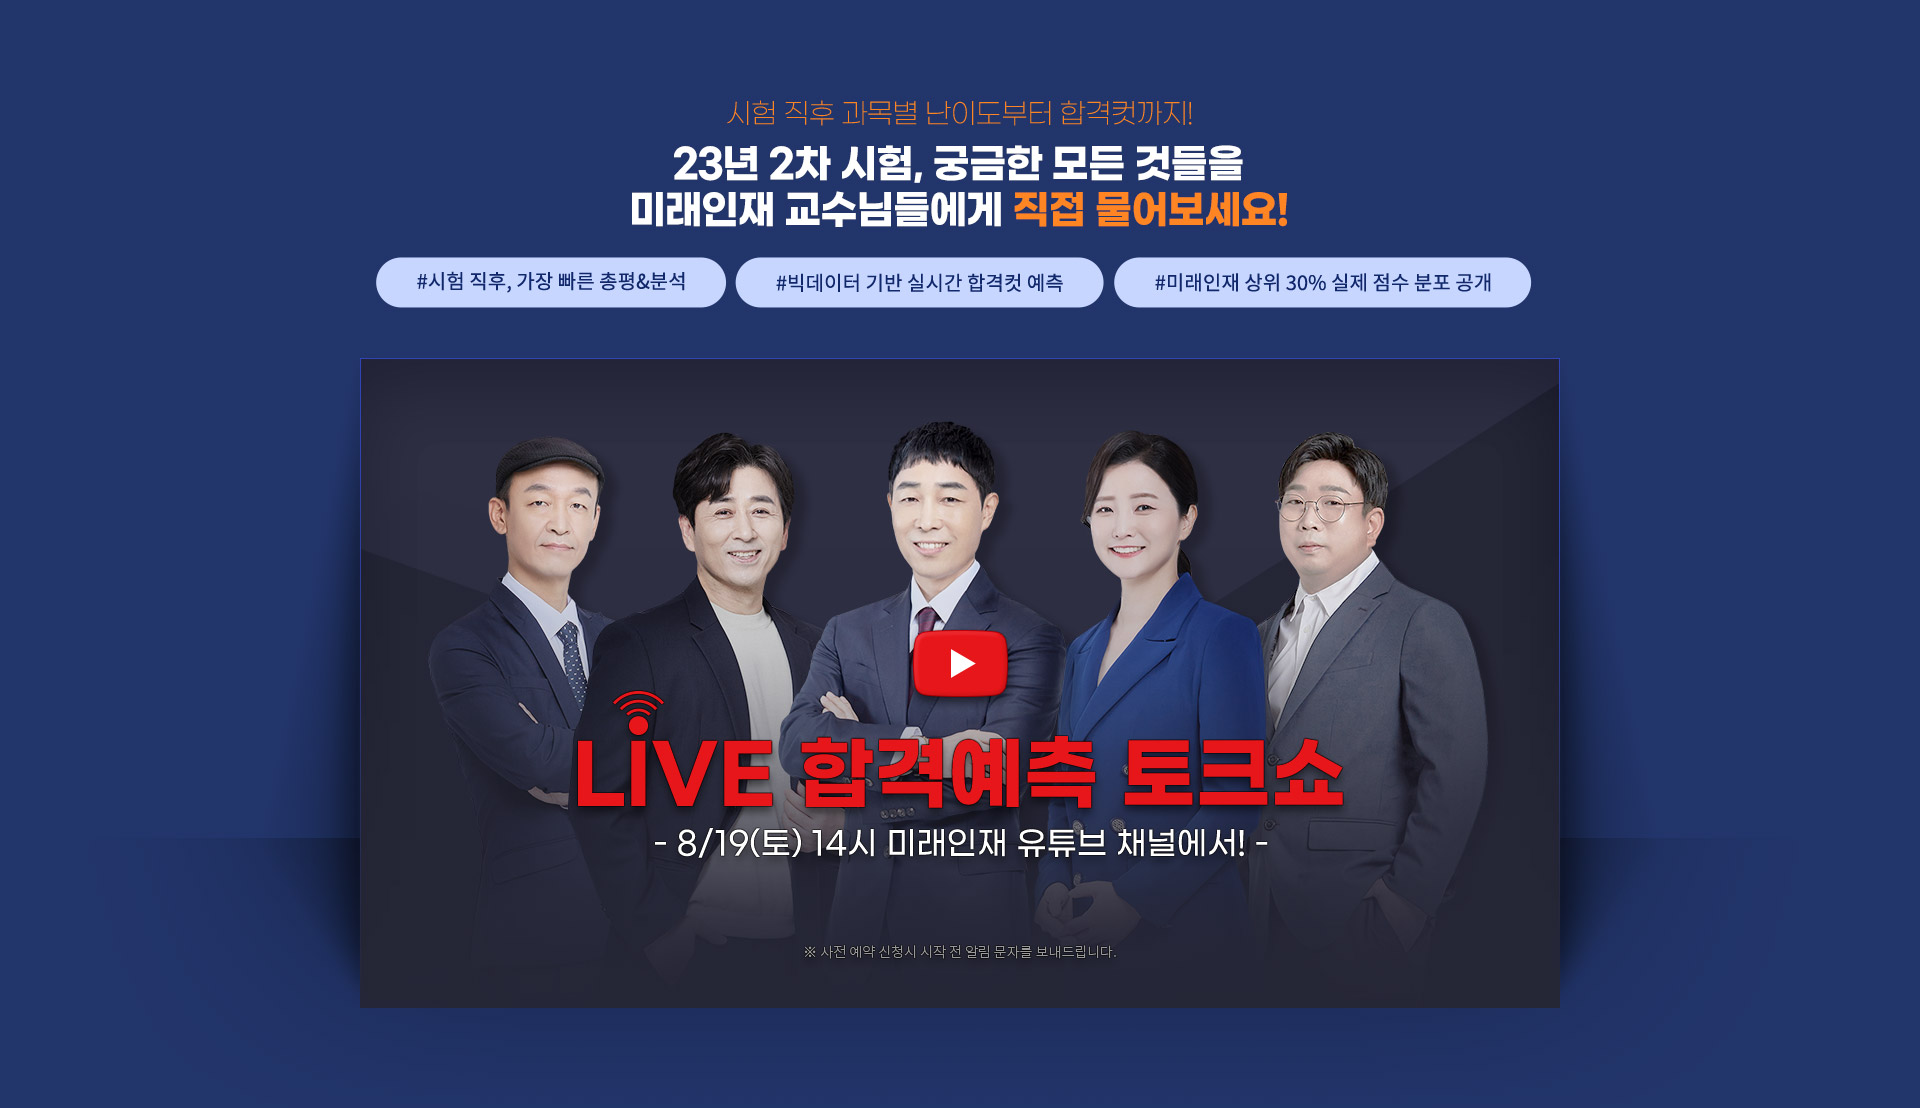 시험 직후 과목별 난이도부터 합격컷까지!
23년 2차 시험, 궁금한 모든 것들을
미래인재 교수님들에게 직접 물어보세요!
#시험 직후, 가장 빠른 총평&분석
#빅데이터 기반 실시간 합격컷 예측
#미래인재 상위 30% 실제 점수 분포 공개
LIVE 합격예측 토크쇼
- 8/19(토) 14시 미래인재 유튜브 채널에서! -
※ 사전 예약 신청시 시작 전 알림 문자를 보내드립니다.